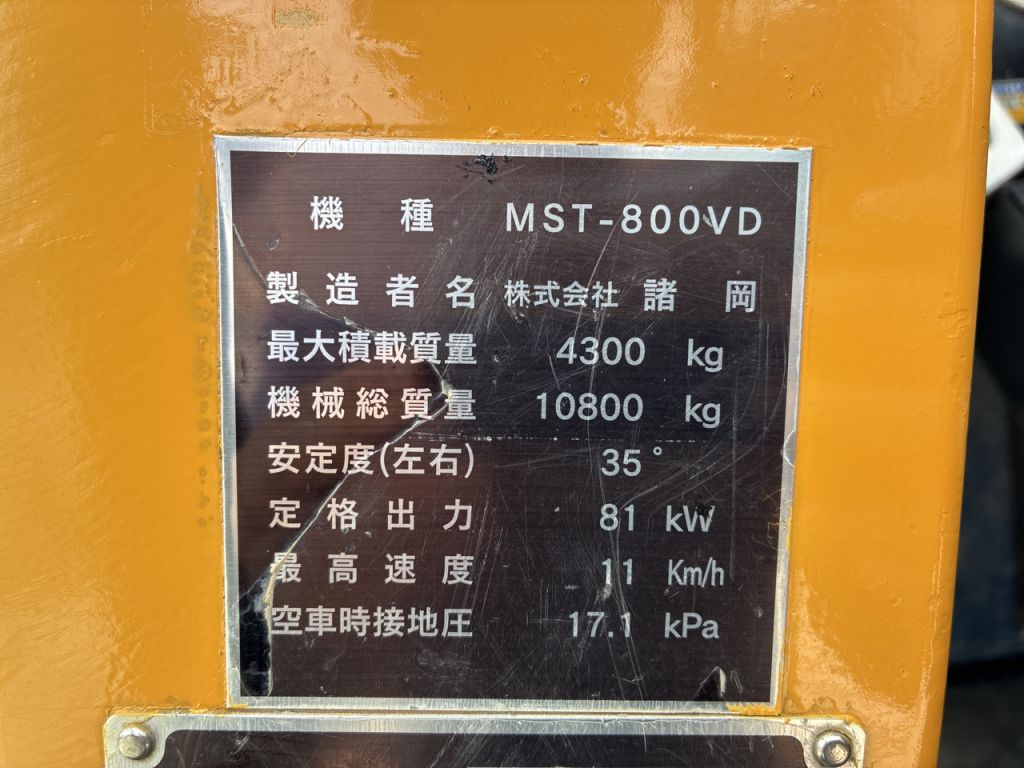 機種 MST-800VD
製造者名 株式会社 諸岡
最大積載質量 4300 kg
機械総質量 10800 kg
安定度(左右) 35°
定格出力 81 kW
最高速度 11 Km/h
空車時接地圧 17.1 kPa